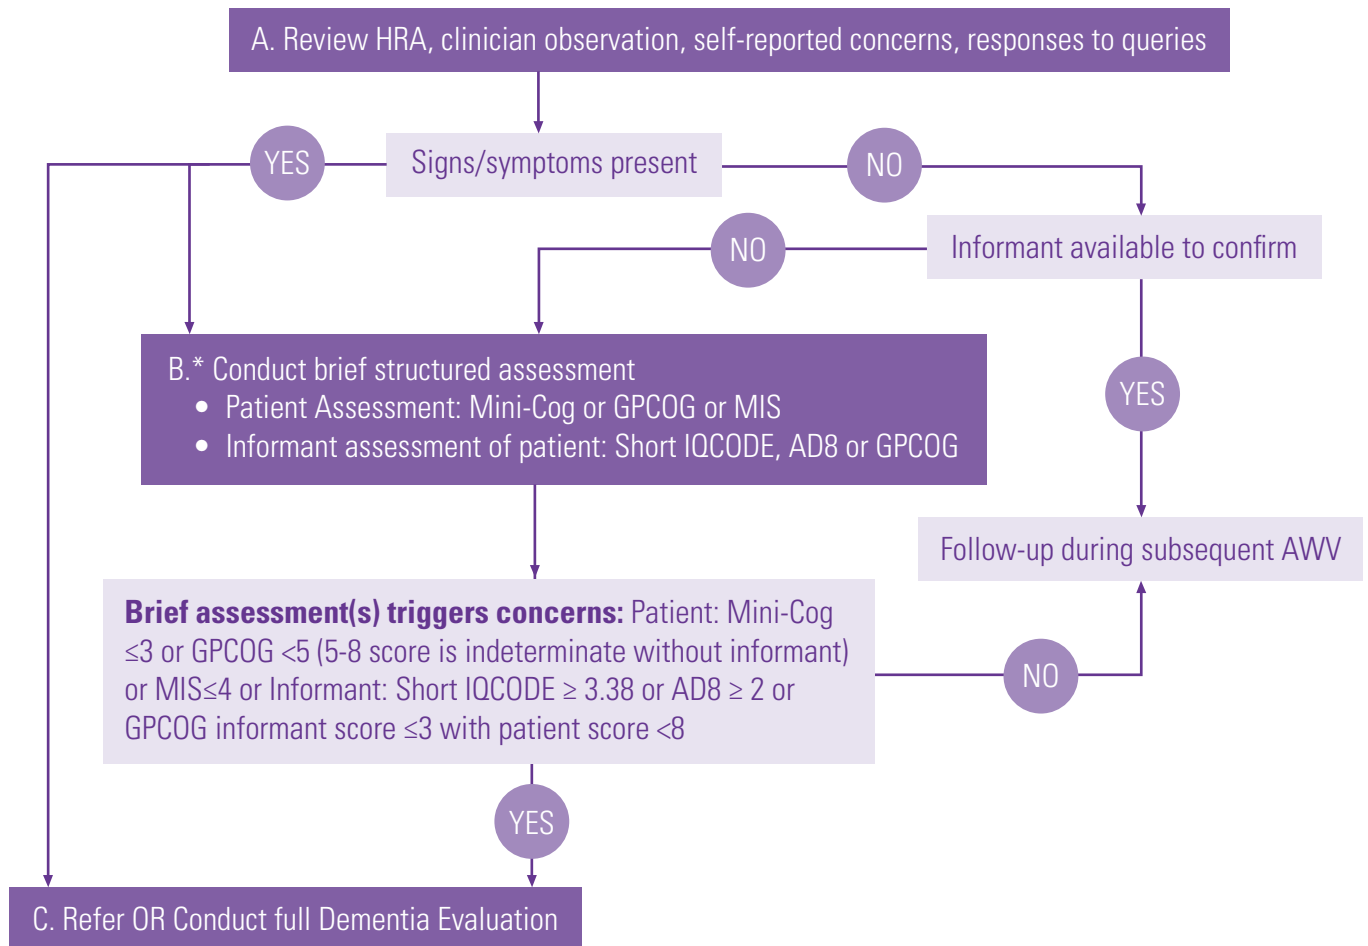 A. Review HRA, clinician observation, self-reported concerns, responses to queries
YES
Signs/symptoms present
NO
NO
Informant available to confirm
B.* Conduct brief structured assessment
• Patient Assessment: Mini-Cog or GPCOG or MIS
• Informant assessment of patient: Short IQCODE, AD8 or GPCOG
YES
Follow-up during subsequent AWV
Brief assessment(s) triggers concerns: Patient: Mini-Cog
≤3 or GPCOG <5 (5-8 score is indeterminate without informant)
or MIS≤4 or Informant: Short IQCODE ≥ 3.38 or AD8 ≥ 2 or
GPCOG informant score ≤3 with patient score <8
NO
YES
C. Refer OR Conduct full Dementia Evaluation